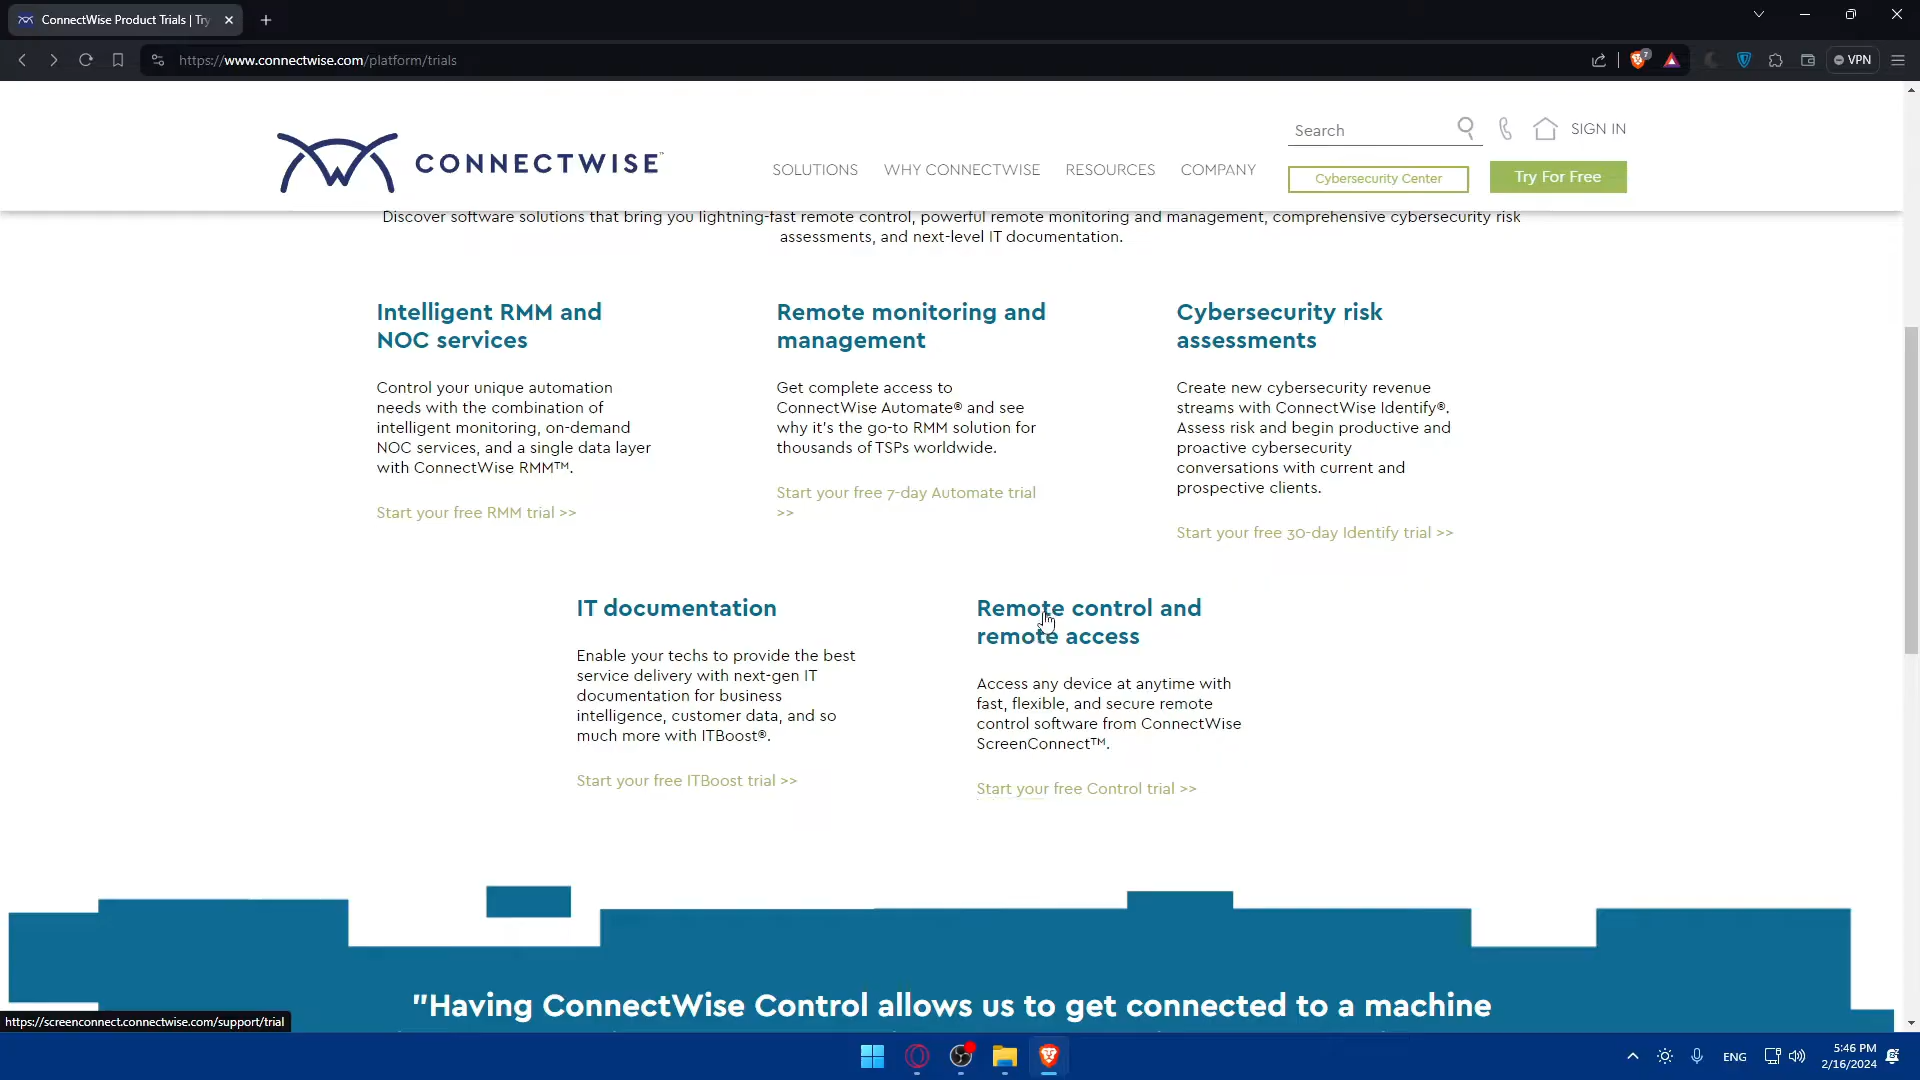 ConnectWise Product Trials | Try
https://www.connectwise.com/platform/trials
7
VPN
CONNECTWISE™
SOLUTIONS
WHY CONNECTWISE
RESOURCES
COMPANY
Search
SIGN IN
Cybersecurity Center
Try For Free
Discover software solutions that bring you lightning-fast remote control, powerful remote monitoring and management, comprehensive cybersecurity risk
assessments, and next-level IT documentation.
Intelligent RMM and
NOC services
Control your unique automation
needs with the combination of
intelligent monitoring, on-demand
NOC services, and a single data layer
with ConnectWise RMM™.
Start your free RMM trial >>
Remote monitoring and
management
Get complete access to
ConnectWise Automate® and see
why it's the go-to RMM solution for
thousands of TSPs worldwide.
Start your free 7-day Automate trial
>>
Cybersecurity risk
assessments
Create new cybersecurity revenue
streams with ConnectWise Identify®.
Assess risk and begin productive and
proactive cybersecurity
conversations with current and
prospective clients.
Start your free 30-day Identify trial >>
IT documentation
Enable your techs to provide the best
service delivery with next-gen IT
documentation for business
intelligence, customer data, and so
much more with ITBoost®.
Start your free ITBoost trial >>
Remote control and
remote access
Access any device at anytime with
fast, flexible, and secure remote
control software from ConnectWise
ScreenConnect™.
Start your free Control trial >>
"Having ConnectWise Control allows us to get connected to a machine
https://screenconnect.connectwise.com/support/trial
ENG
5:46 PM
2/16/2024